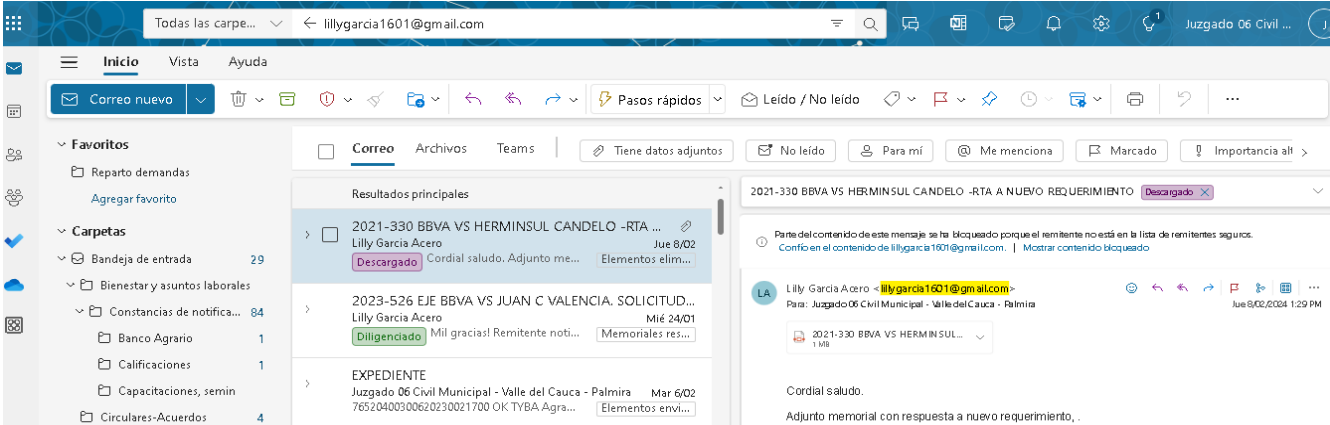 Todas las carpe...
lillygarcia1601@gmail.com
1
Juzgado 06 Civil ...
J
Inicio Vista Ayuda
Correo nuevo
Pasos rápidos
Leído / No leído
...
Favoritos
Reparto demandas
Agregar favorito
Carpetas
Bandeja de entrada 29
Bienestar y asuntos laborales
Constancias de notifica... 84
Banco Agrario 1
Calificaciones 1
Capacitaciones, semin
Circulares-Acuerdos 4
Correo Archivos Teams
Tiene datos adjuntos
No leído
Para mí
@ Me menciona
Marcado
Importancia alt
Resultados principales
2021-330 BBVA VS HERMINSUL CANDELO -RTA ...
Lilly Garcia Acero Jue 8/02
Descargado Cordial saludo. Adjunto me... Elementos elim...
2023-526 EJE BBVA VS JUAN C VALENCIA. SOLICITUD...
Lilly Garcia Acero Mié 24/01
Diligenciado Mil gracias! Remitente noti... Memoriales res...
EXPEDIENTE
Juzgado 06 Civil Municipal - Valle del Cauca - Palmira Mar 6/02
76520400300620230021700 OK TYBA Agra... Elementos envi...
2021-330 BBVA VS HERMINSUL CANDELO -RTA A NUEVO REQUERIMIENTO Descargado
Parte del contenido de este mensaje se ha bloqueado porque el remitente no está en la lista de remitentes seguros.
Confío en el contenido de lillygarcia1601@gmail.com. | Mostrar contenido bloqueado
LA
Lilly Garcia Acero <lillygarcia1601@gmail.com>
Para: Juzgado 06 Civil Municipal - Valle del Cauca - Palmira
Jue 8/02/2024 1:29 PM
2021-330 BBVA VS HERMINSUL...
1 MB
Cordial saludo.
Adjunto memorial con respuesta a nuevo requerimiento, .